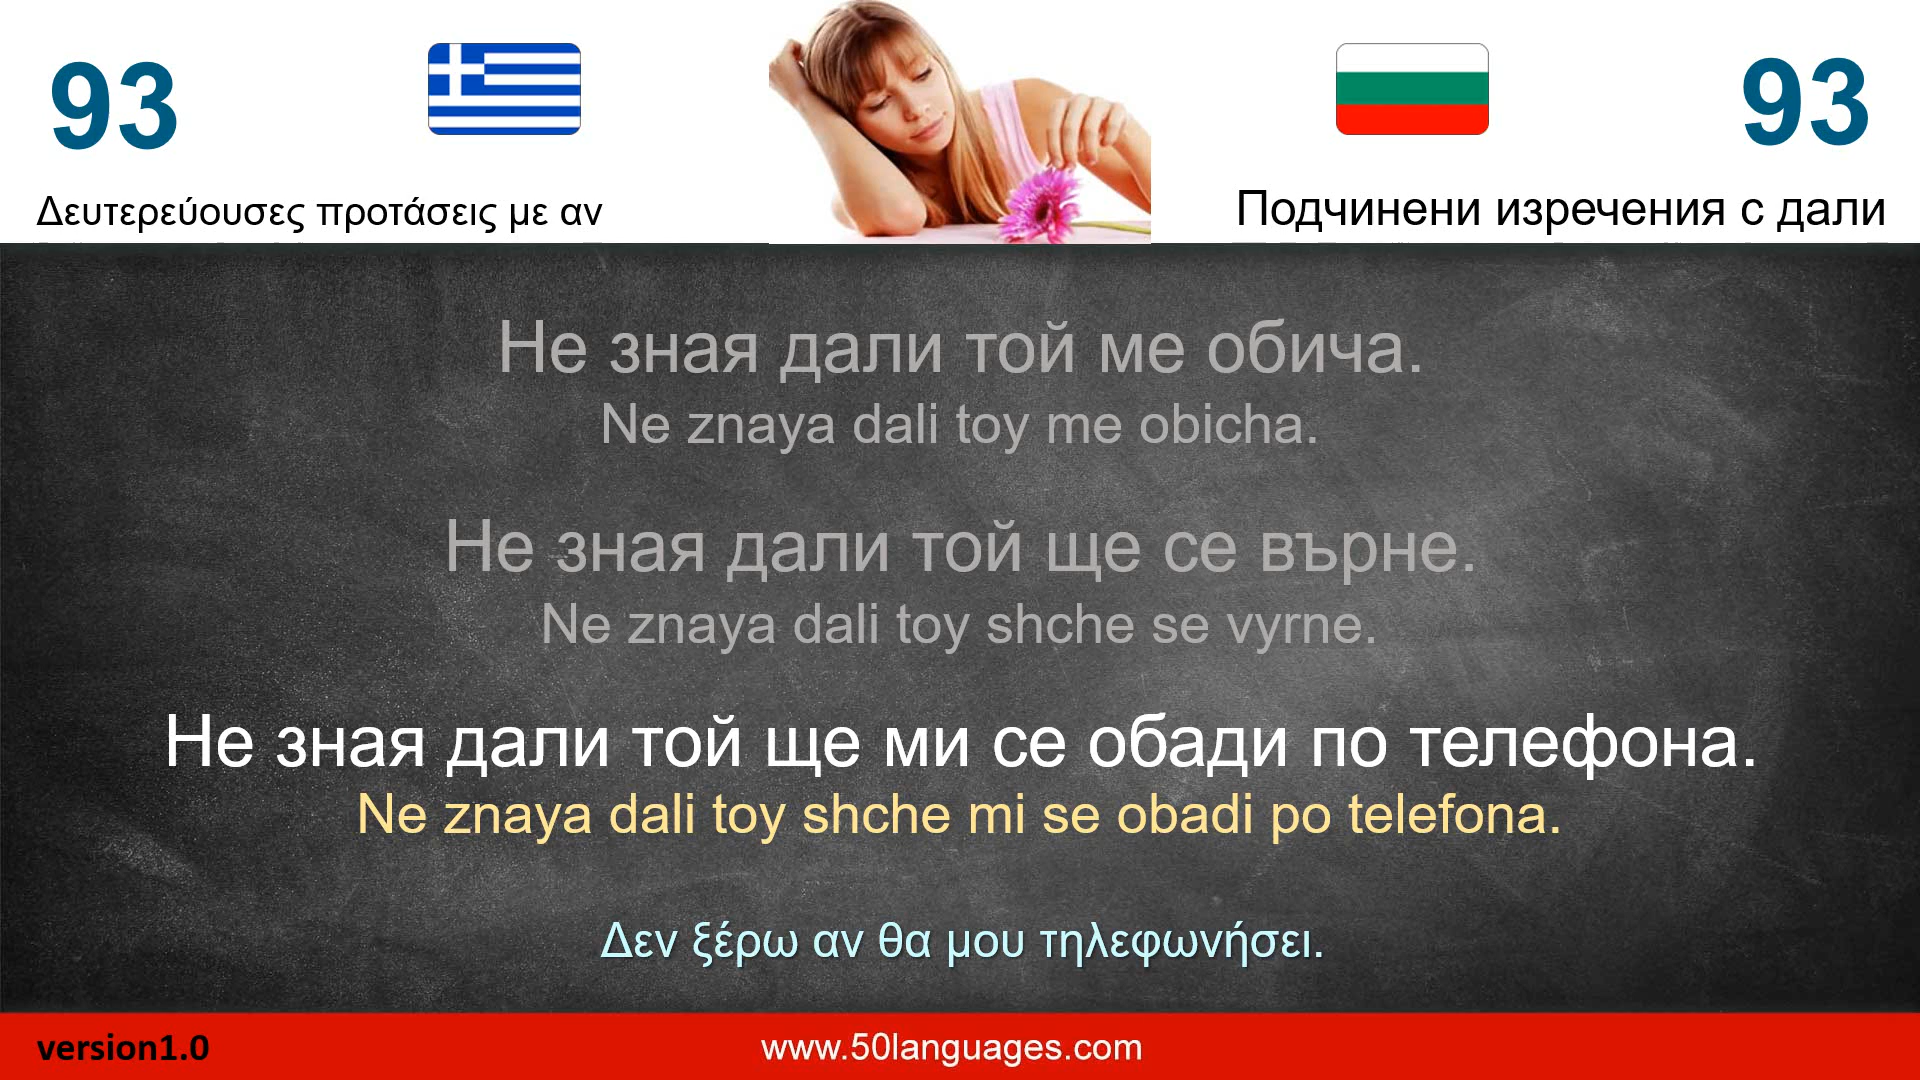 93
93
Δευτερεύουσες προτάσεις με αν
Подчинени изречения с дали
Не зная дали той ме обича.
Ne znaya dali toy me obicha.
Не зная дали той ще се върне.
Ne znaya dali toy shche se vyrne.
Не зная дали той ще ми се обади по телефона.
Ne znaya dali toy shche mi se obadi po telefona.
Δεν ξέρω αν θα μου τηλεφωνήσει.
version1.0
www.50languages.com